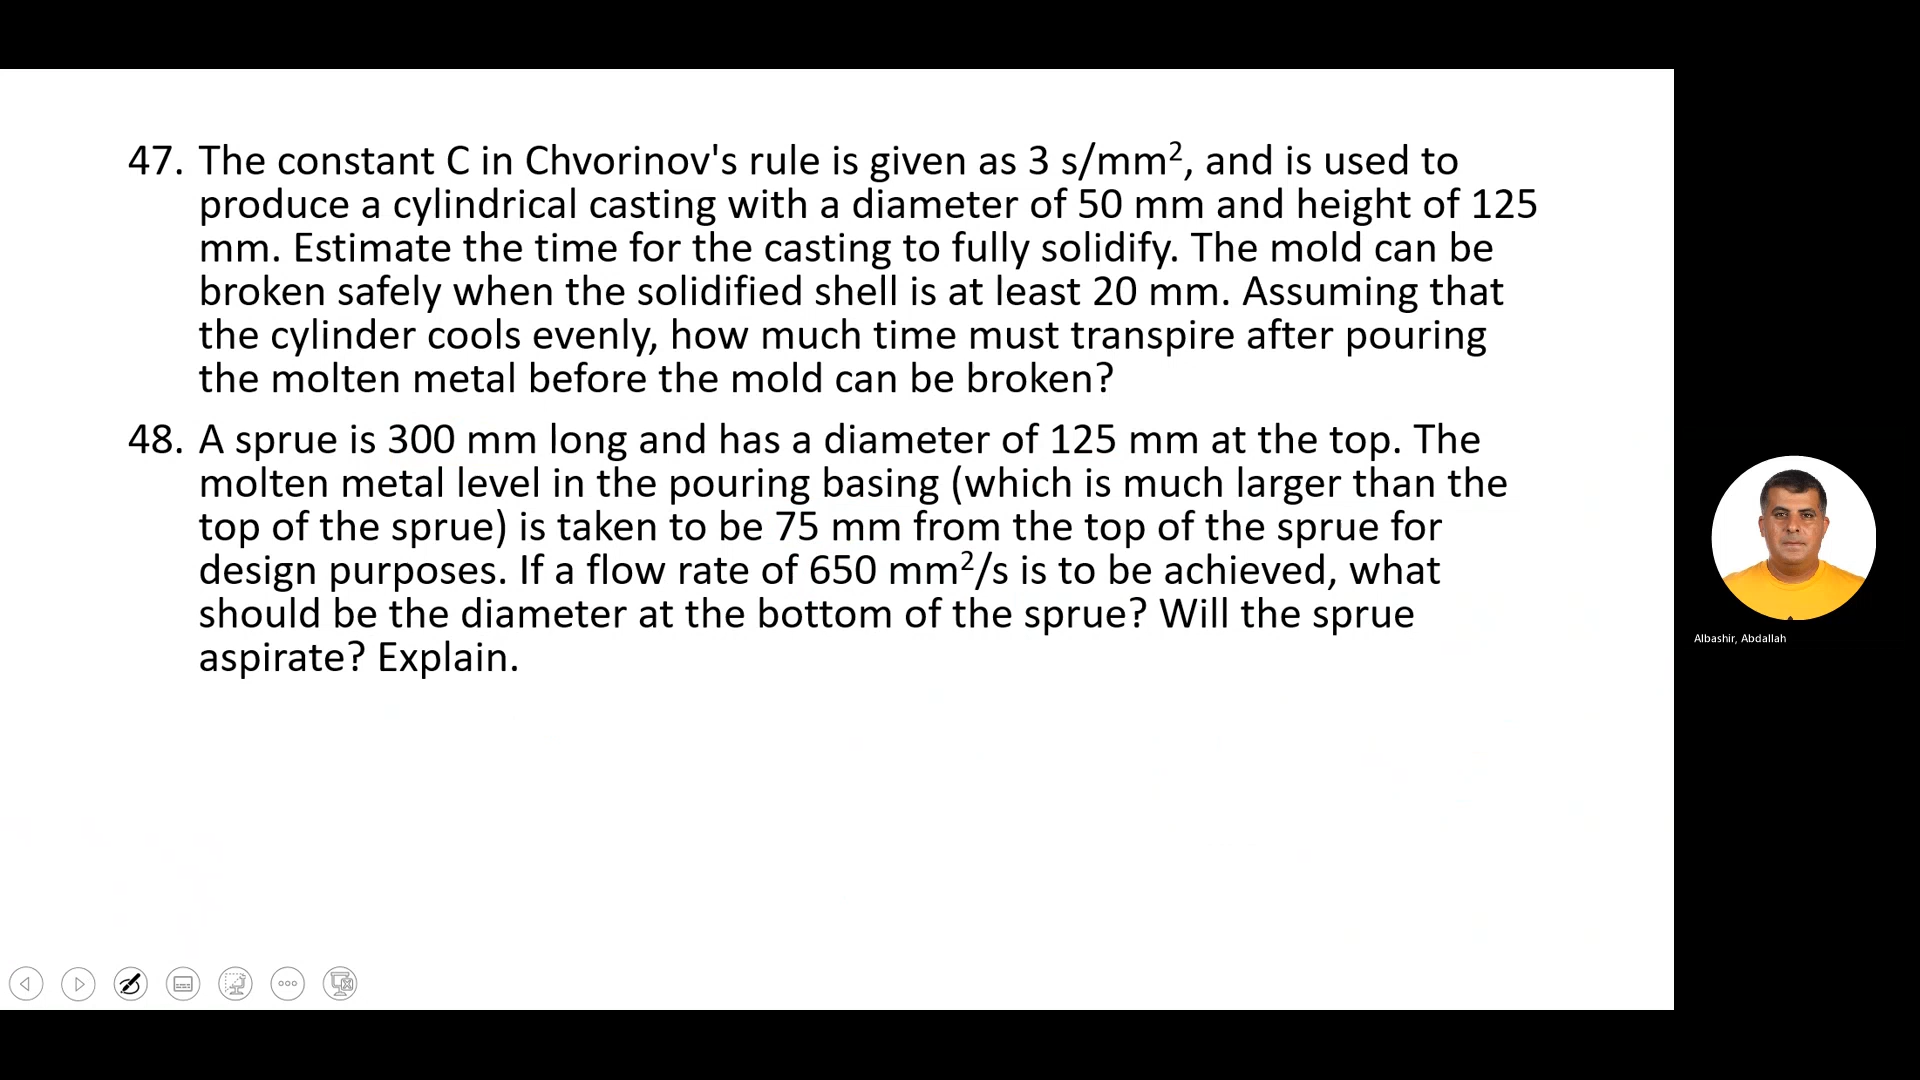 47. The constant C in Chvorinov's rule is given as 3 s/mm², and is used to
produce a cylindrical casting with a diameter of 50 mm and height of 125
mm. Estimate the time for the casting to fully solidify. The mold can be
broken safely when the solidified shell is at least 20 mm. Assuming that
the cylinder cools evenly, how much time must transpire after pouring
the molten metal before the mold can be broken?
48. A sprue is 300 mm long and has a diameter of 125 mm at the top. The
molten metal level in the pouring basing (which is much larger than the
top of the sprue) is taken to be 75 mm from the top of the sprue for
design purposes. If a flow rate of 650 mm²/s is to be achieved, what
should be the diameter at the bottom of the sprue? Will the sprue
aspirate? Explain.
Albashir, Abdallah